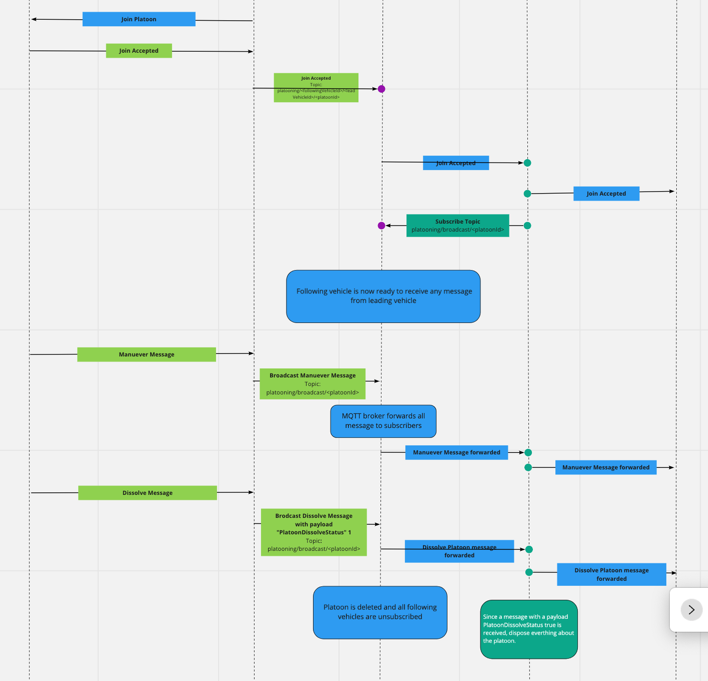 Join Platoon
Join Accepted
Join Accepted
Topic:
platooning/<followingVehicleId>/<lead
VehicleId>/<platoonId>
Join Accepted
Join Accepted
Subscribe Topic
platooning/broadcast/<platoonId>
Following vehicle is now ready to receive any message
from leading vehicle
Manuever Message
Broadcast Manuever Message
Topic:
platooning/broadcast/<platoonId>
MQTT broker forwards all
message to subscribers
Manuever Message forwarded
Manuever Message forwarded
Dissolve Message
Brodcast Dissolve Message
with payload
"PlatoonDissolveStatus" 1
Topic:
platooning/broadcast/<platoonId>
Dissolve Platoon message
forwarded
Dissolve Platoon message
forwarded
Platoon is deleted and all following
vehicles are unsubscribed
Since a message with a payload
PlatoonDissolveStatus true is
received, dispose everthing about
the platoon.